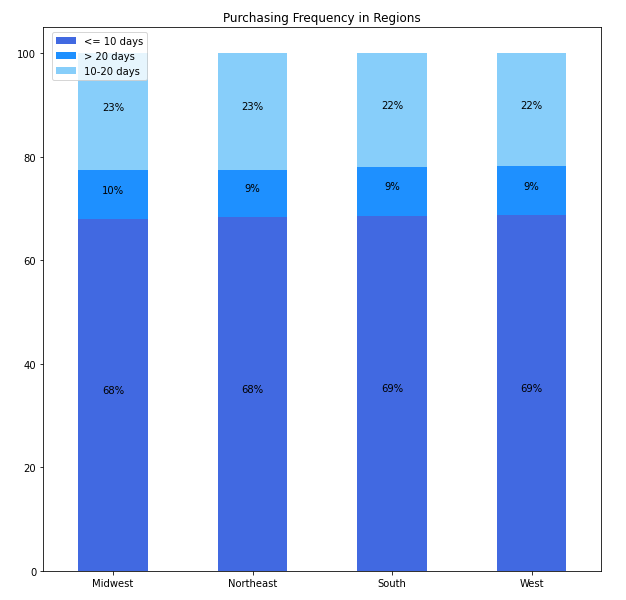 Purchasing Frequency in Regions
<= 10 days
> 20 days
10-20 days
100
80
60
40
20
0
23%
23%
22%
22%
10%
9%
9%
9%
68%
68%
69%
69%
Midwest
Northeast
South
West